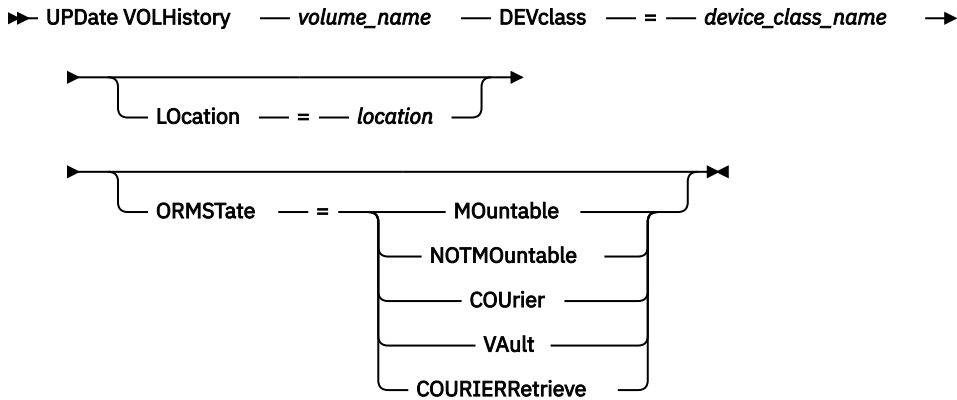 UPDate VOLHistory volume_name DEVclass = device_class_name
LOcation = location
ORMSTate = MOuntable
NOTMOuntable
COUrier
VAult
COURIERRetrieve